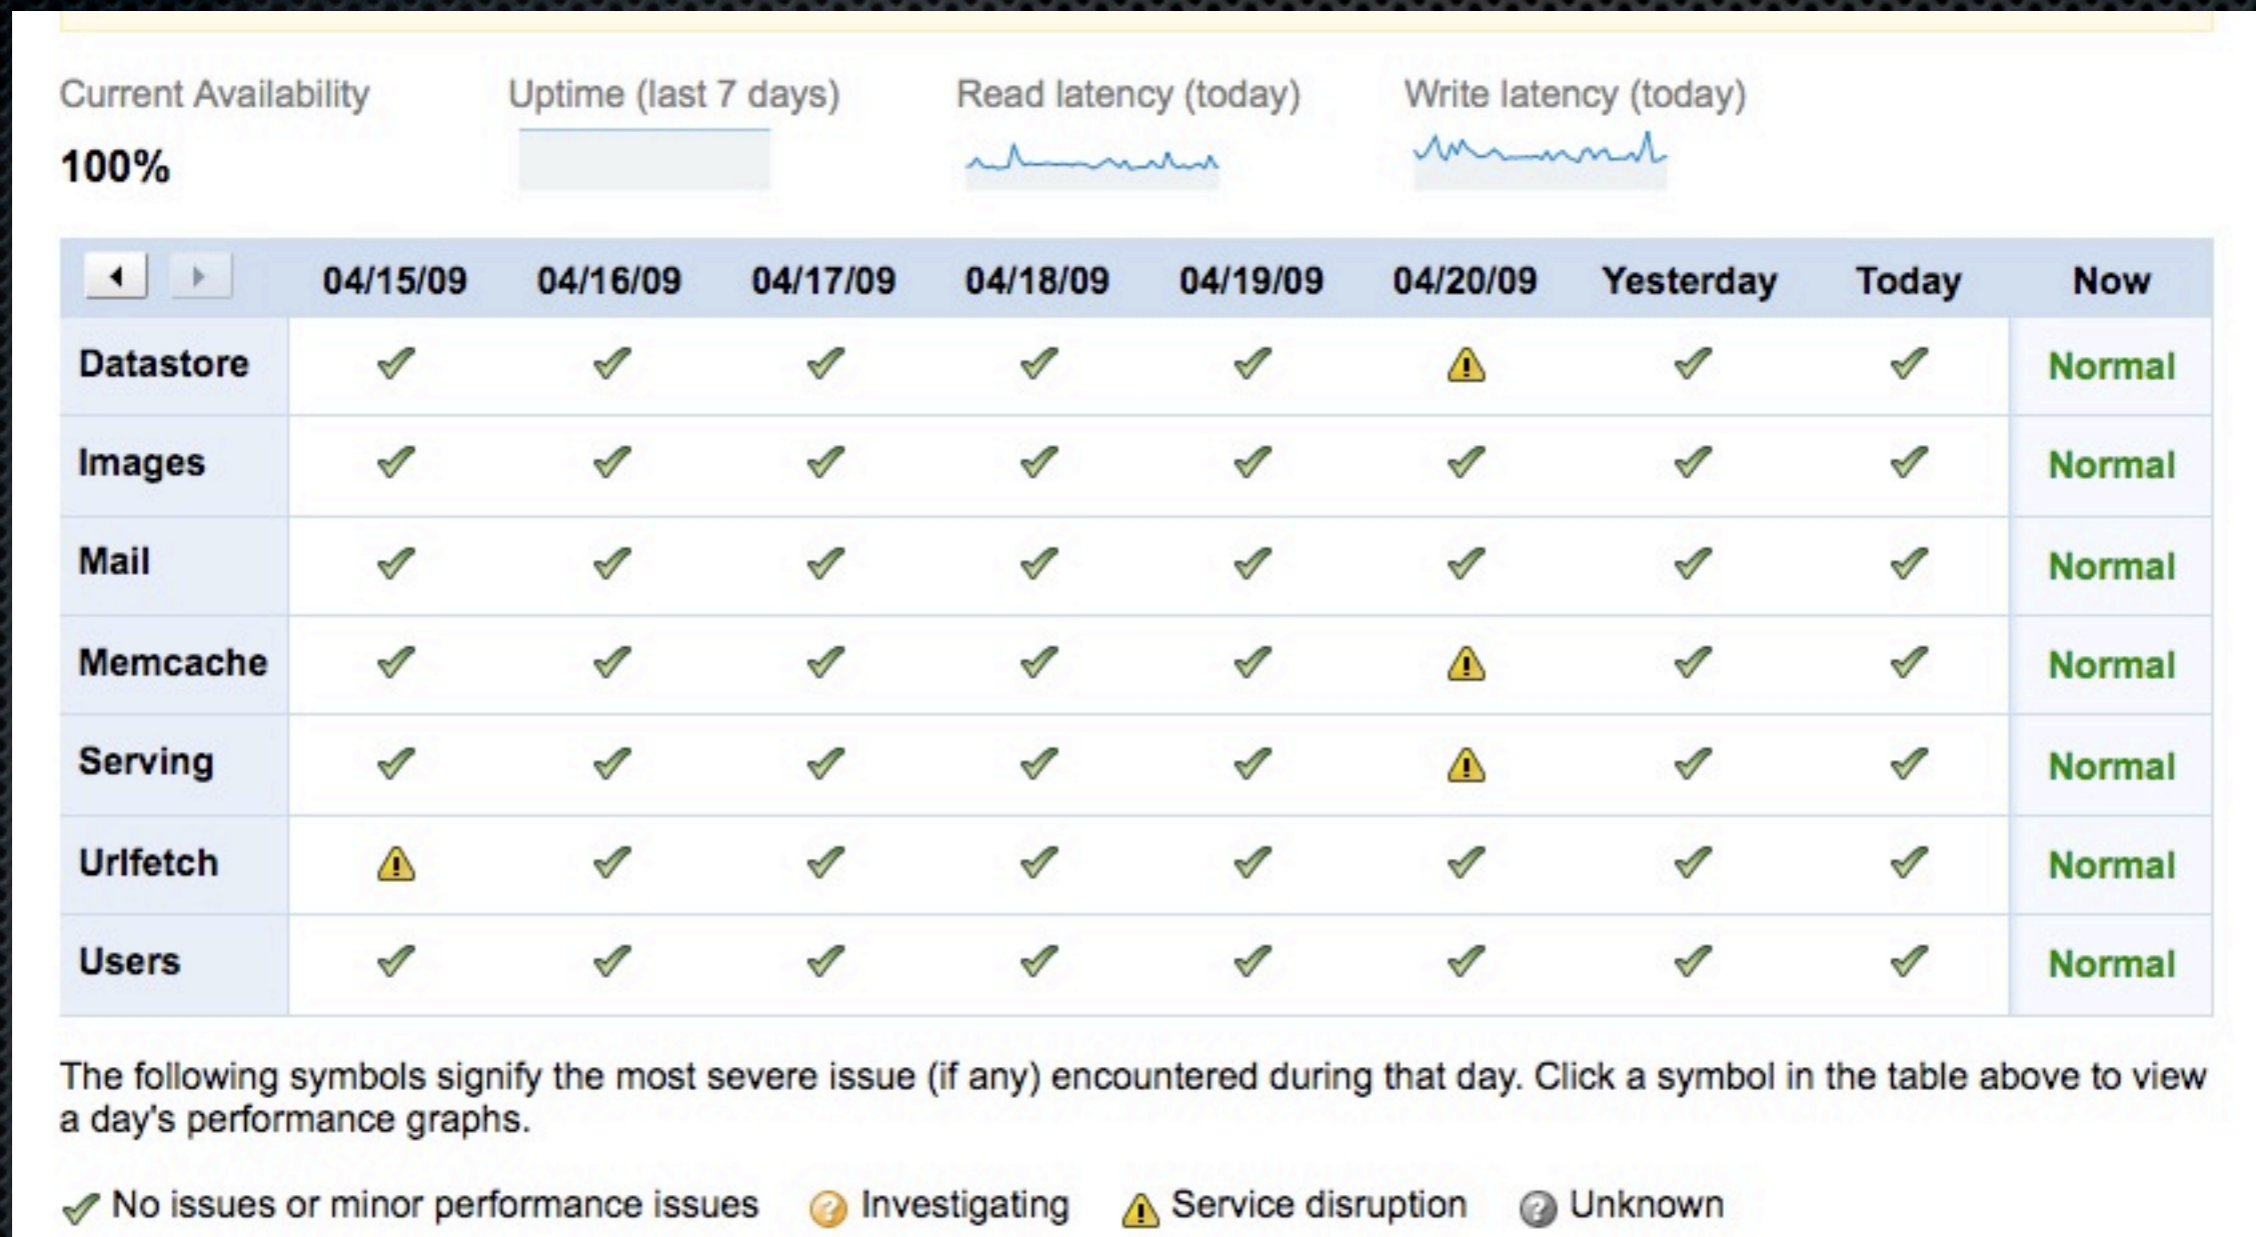 Current Availability Uptime (last 7 days) Read latency (today) Write latency (today)
100%
04/15/09 04/16/09 04/17/09 04/18/09 04/19/09 04/20/09 Yesterday Today Now
Datastore Normal
Images Normal
Mail Normal
Memcache Normal
Serving Normal
Urlfetch Normal
Users Normal
The following symbols signify the most severe issue (if any) encountered during that day. Click a symbol in the table above to view
a day's performance graphs.
No issues or minor performance issues Investigating Service disruption Unknown